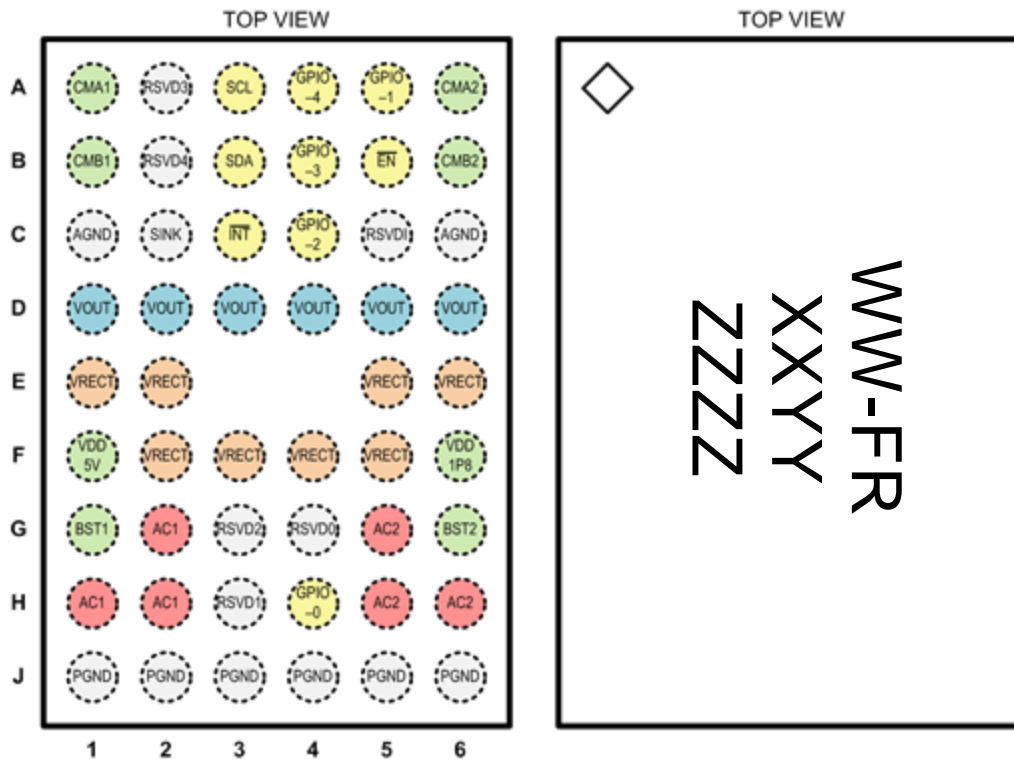 TOP VIEW
TOP VIEW
A CMA1 RSVD3 SCL GPIO –4 GPIO –1 CMA2
B CMB1 RSVD4 SDA GPIO –3 EN CMB2
C AGND SINK INT GPIO –2 RSVDI AGND
D VOUT VOUT VOUT VOUT VOUT VOUT
E VRECT VRECT VRECT VRECT
F VDD 5V VRECT VRECT VRECT VRECT VDD 1P8
G BST1 AC1 RSVD2 RSVD0 AC2 BST2
H AC1 AC1 RSVD1 GPIO –0 AC2 AC2
J PGND PGND PGND PGND PGND PGND
1 2 3 4 5 6
WW-FR
XXYY
ZZZZ